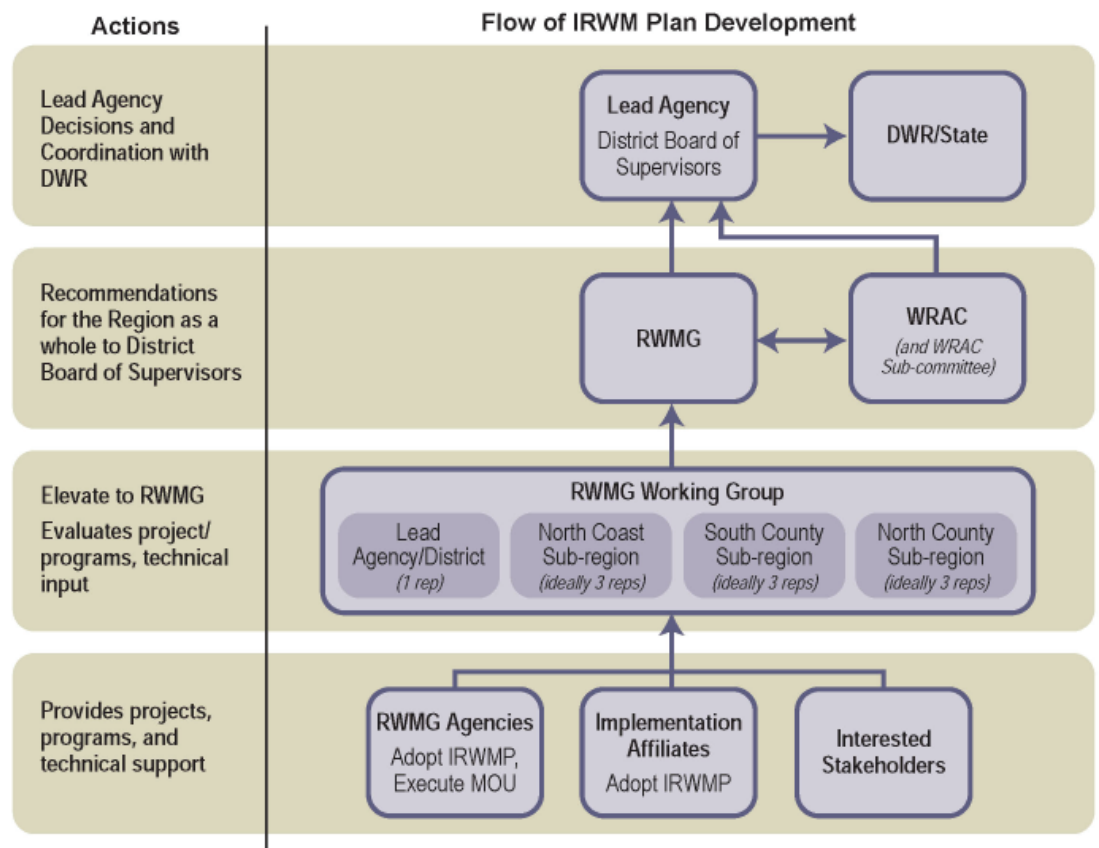 Actions
Flow of IRWM Plan Development
Lead Agency
Decisions and
Coordination with
DWR
Lead Agency
District Board of
Supervisors
DWR/State
Recommendations
for the Region as a
whole to District
Board of Supervisors
RWMG
WRAC
(and WRAC
Sub-committee)
Elevate to RWMG
Evaluates project/
programs, technical
input
RWMG Working Group
Lead
Agency/District
(1 rep)
North Coast
Sub-region
(ideally 3 reps)
South County
Sub-region
(ideally 3 reps)
North County
Sub-region
(ideally 3 reps)
Provides projects,
programs, and
technical support
RWMG Agencies
Adopt IRWMP,
Execute MOU
Implementation
Affiliates
Adopt IRWMP
Interested
Stakeholders